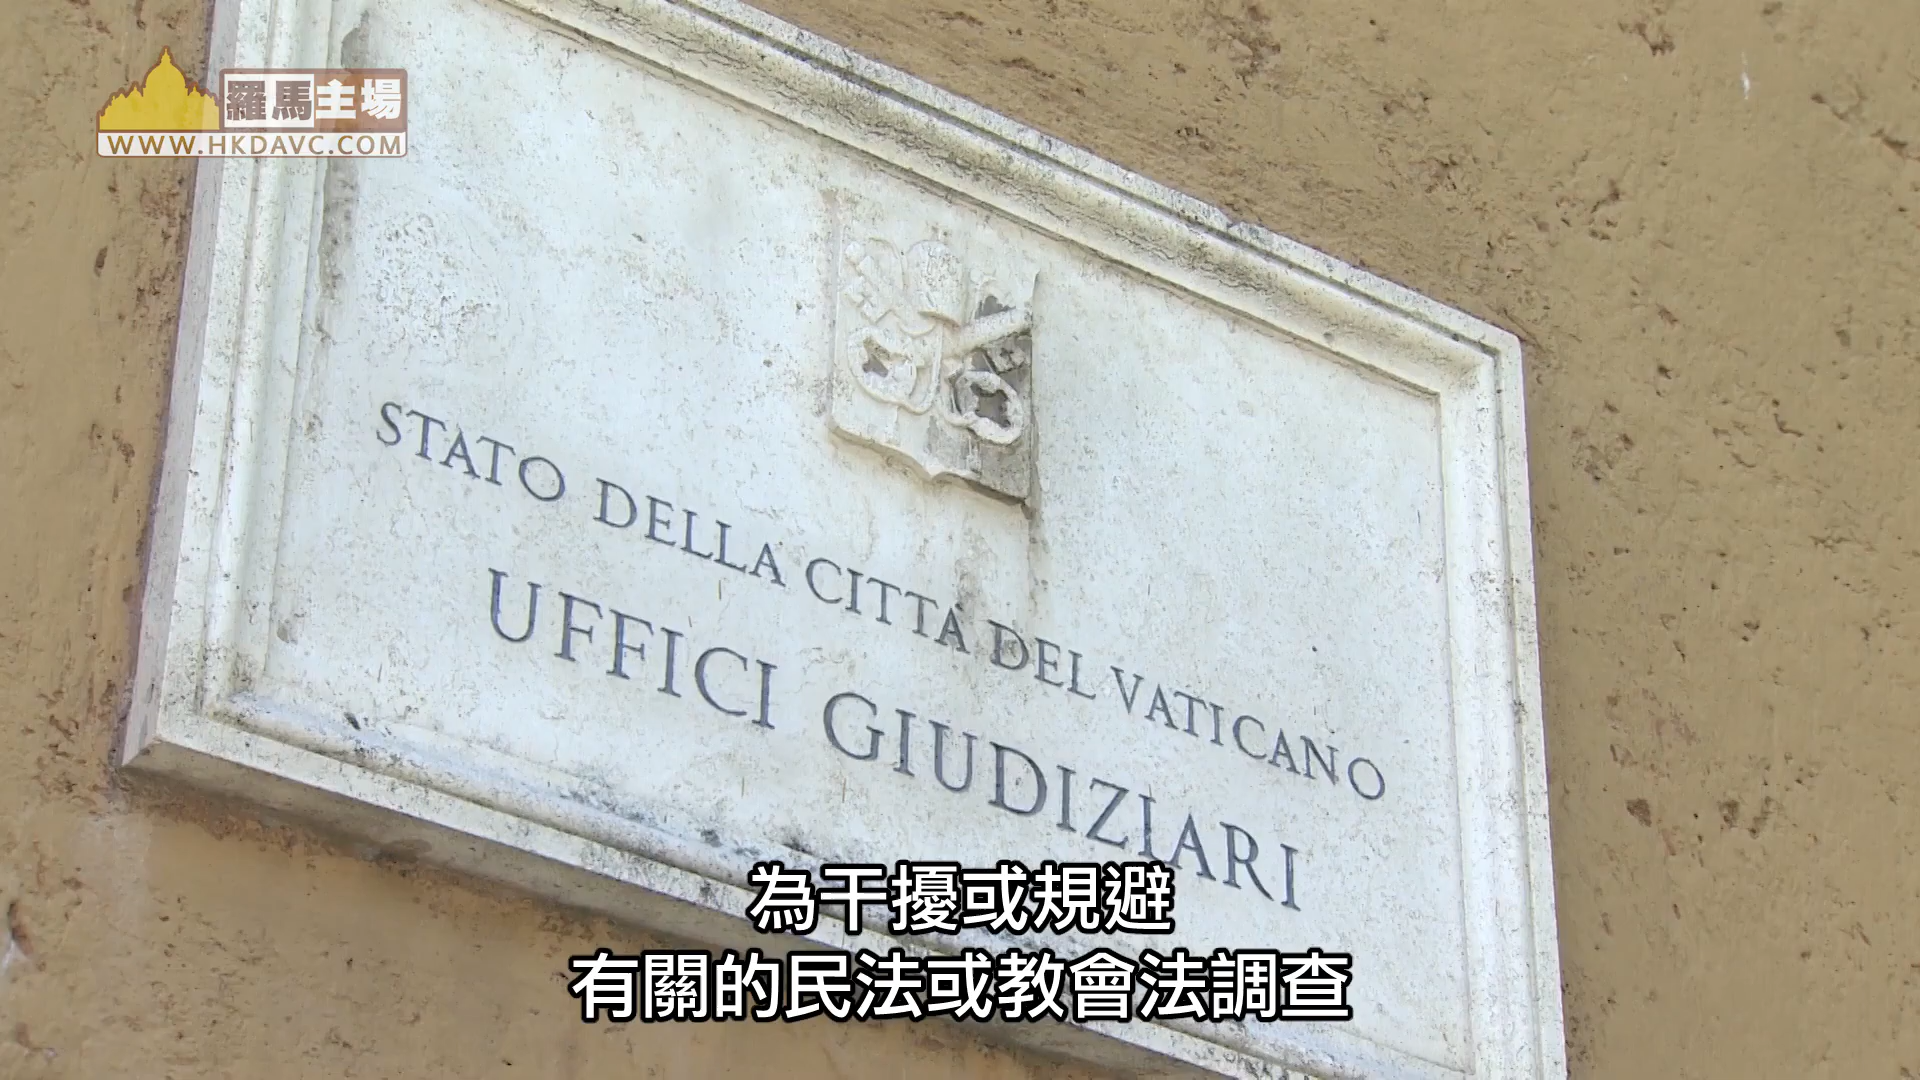 羅馬主場
WWW.HKDAVC.COM
STATO DELLA CITTÀ DEL VATICANO
UFFICI GIUDIZIARI
為干擾或規避
有關的民法或教會法調查